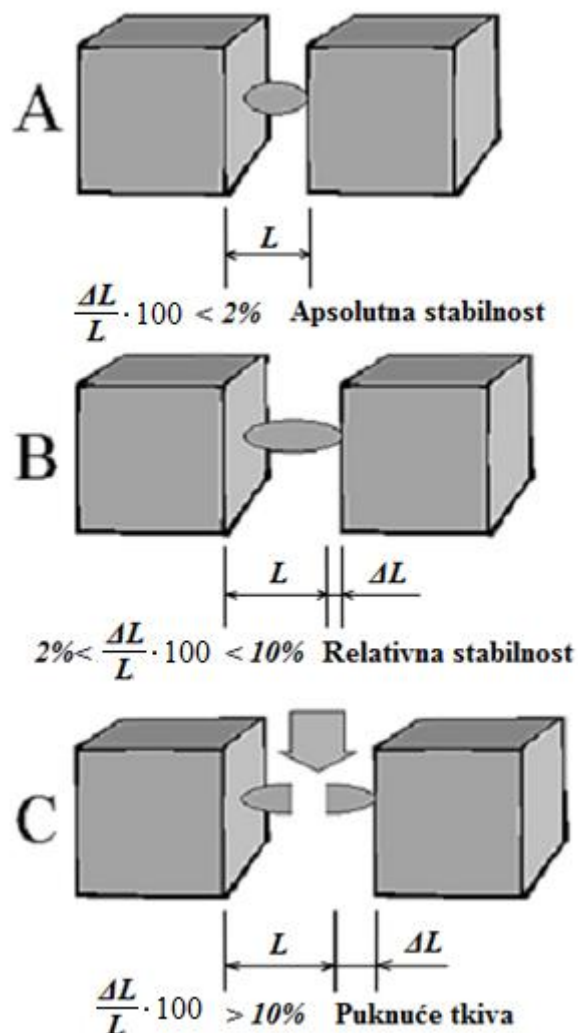 A
L
ΔL/L · 100 < 2% Apsolutna stabilnost
B
L ΔL
2%< ΔL/L · 100 < 10% Relativna stabilnost
C
L ΔL
ΔL/L · 100 > 10% Puknuće tkiva